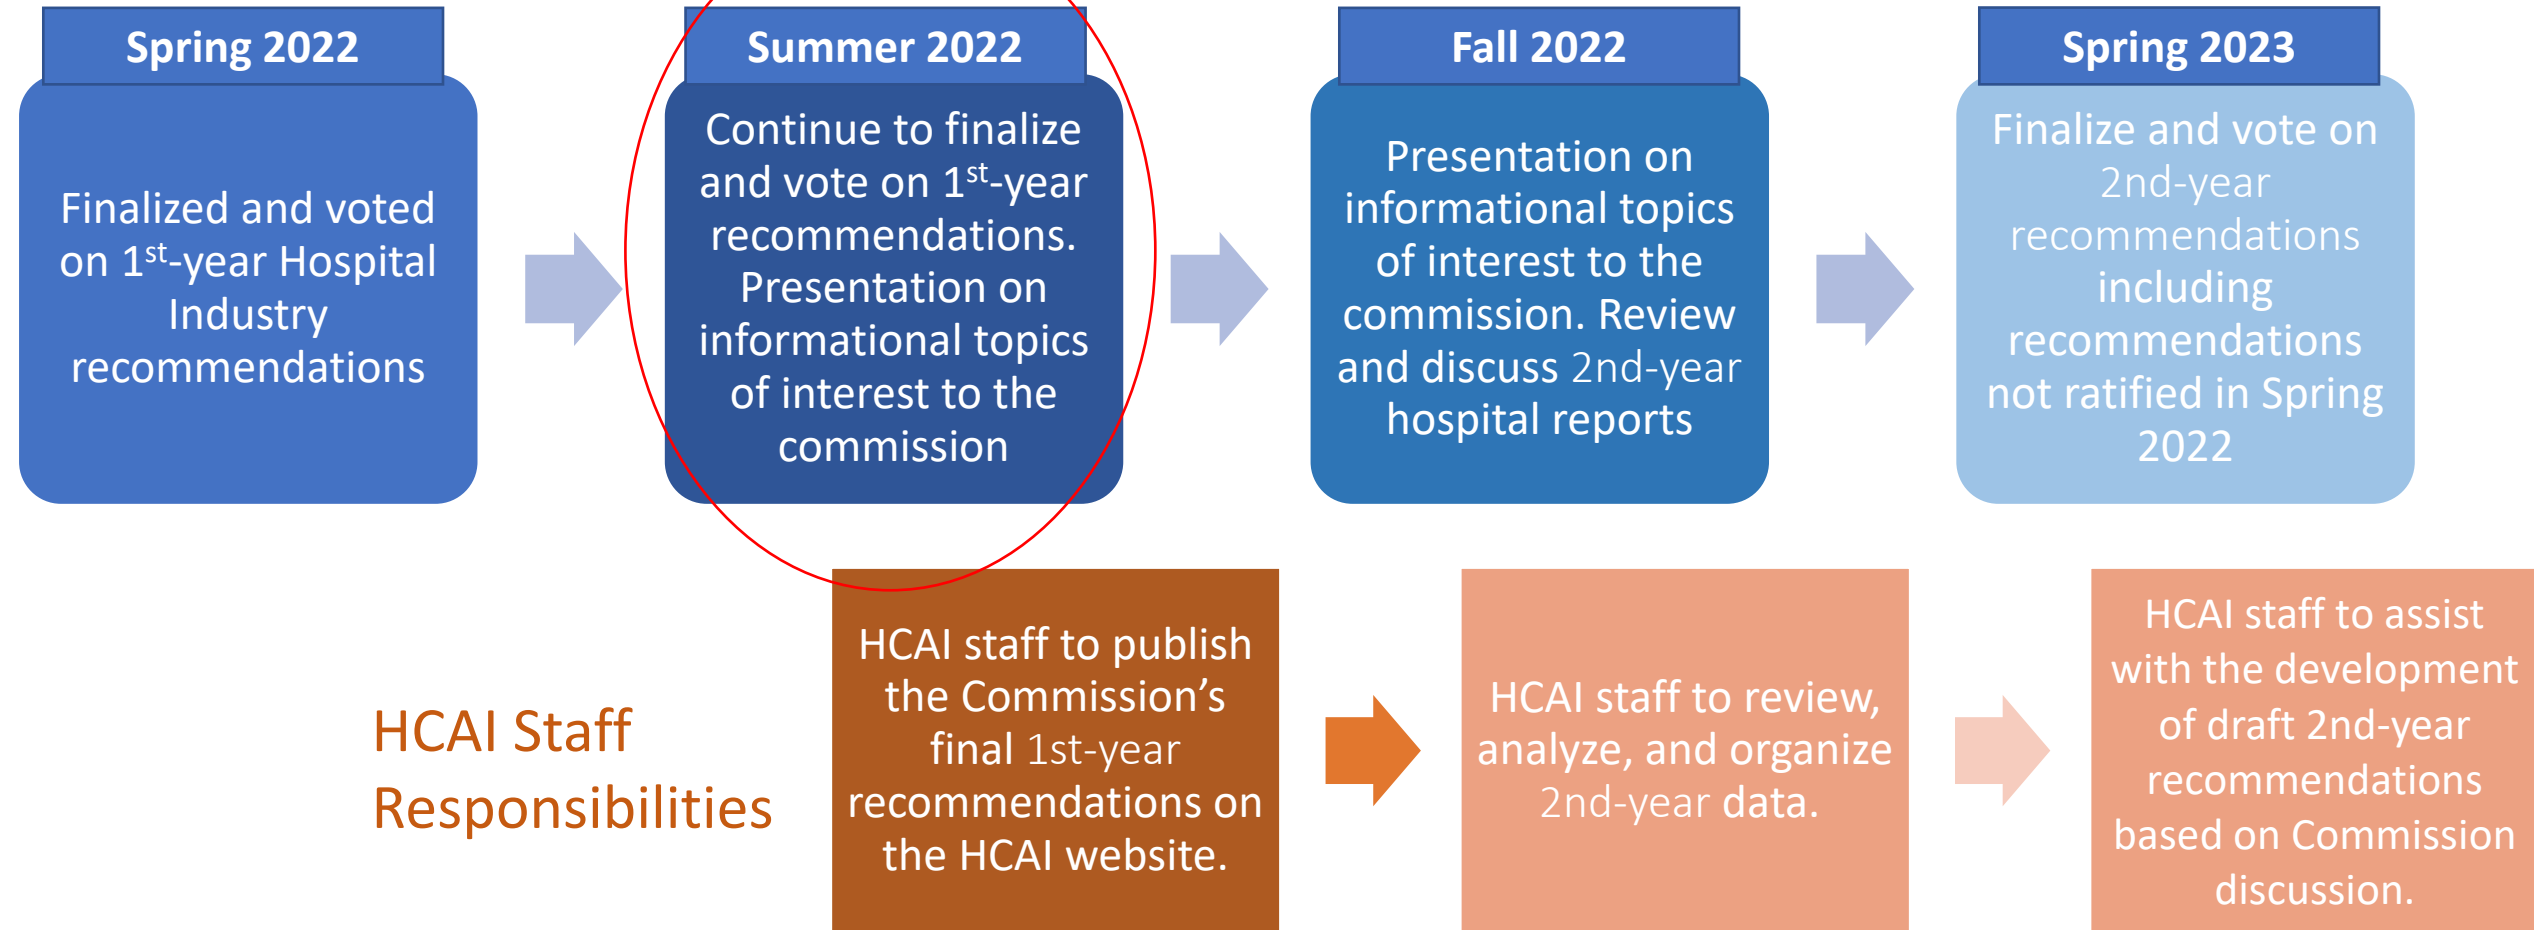 Spring 2022
Finalized and voted
on 1st-year Hospital
Industry
recommendations
Summer 2022
Continue to finalize
and vote on 1st-year
recommendations.
Presentation on
informational topics
of interest to the
commission
Fall 2022
Presentation on
informational topics
of interest to the
commission. Review
and discuss 2nd-year
hospital reports
Spring 2023
Finalize and vote on
2nd-year
recommendations
including
recommendations
not ratified in Spring
2022
HCAI Staff
Responsibilities
HCAI staff to publish
the Commission’s
final 1st-year
recommendations on
the HCAI website.
HCAI staff to review,
analyze, and organize
2nd-year data.
HCAI staff to assist
with the development
of draft 2nd-year
recommendations
based on Commission
discussion.